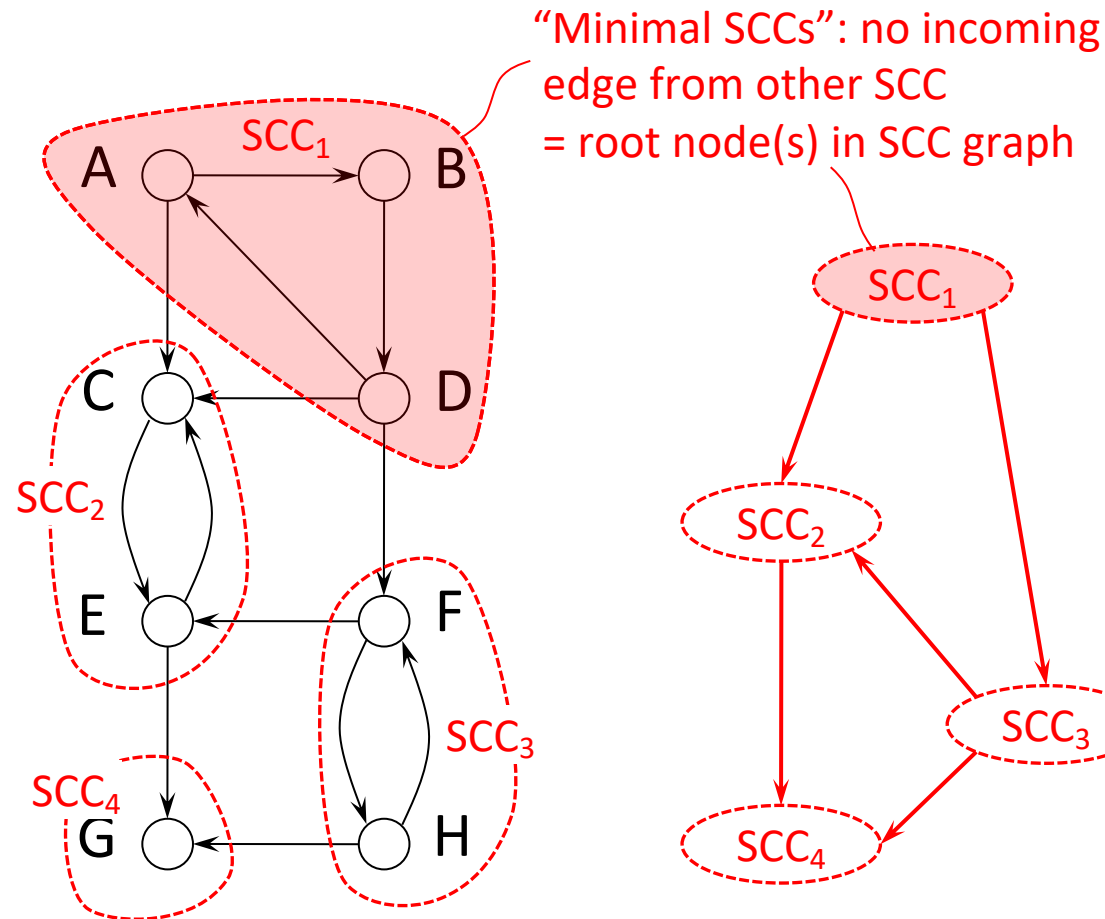 “Minimal SCCs”: no incoming
edge from other SCC
= root node(s) in SCC graph
SCC₁
A
B
SCC₁
C
D
SCC₂
SCC₂
E
F
SCC₃
SCC₃
SCC₄
G
H
SCC₄